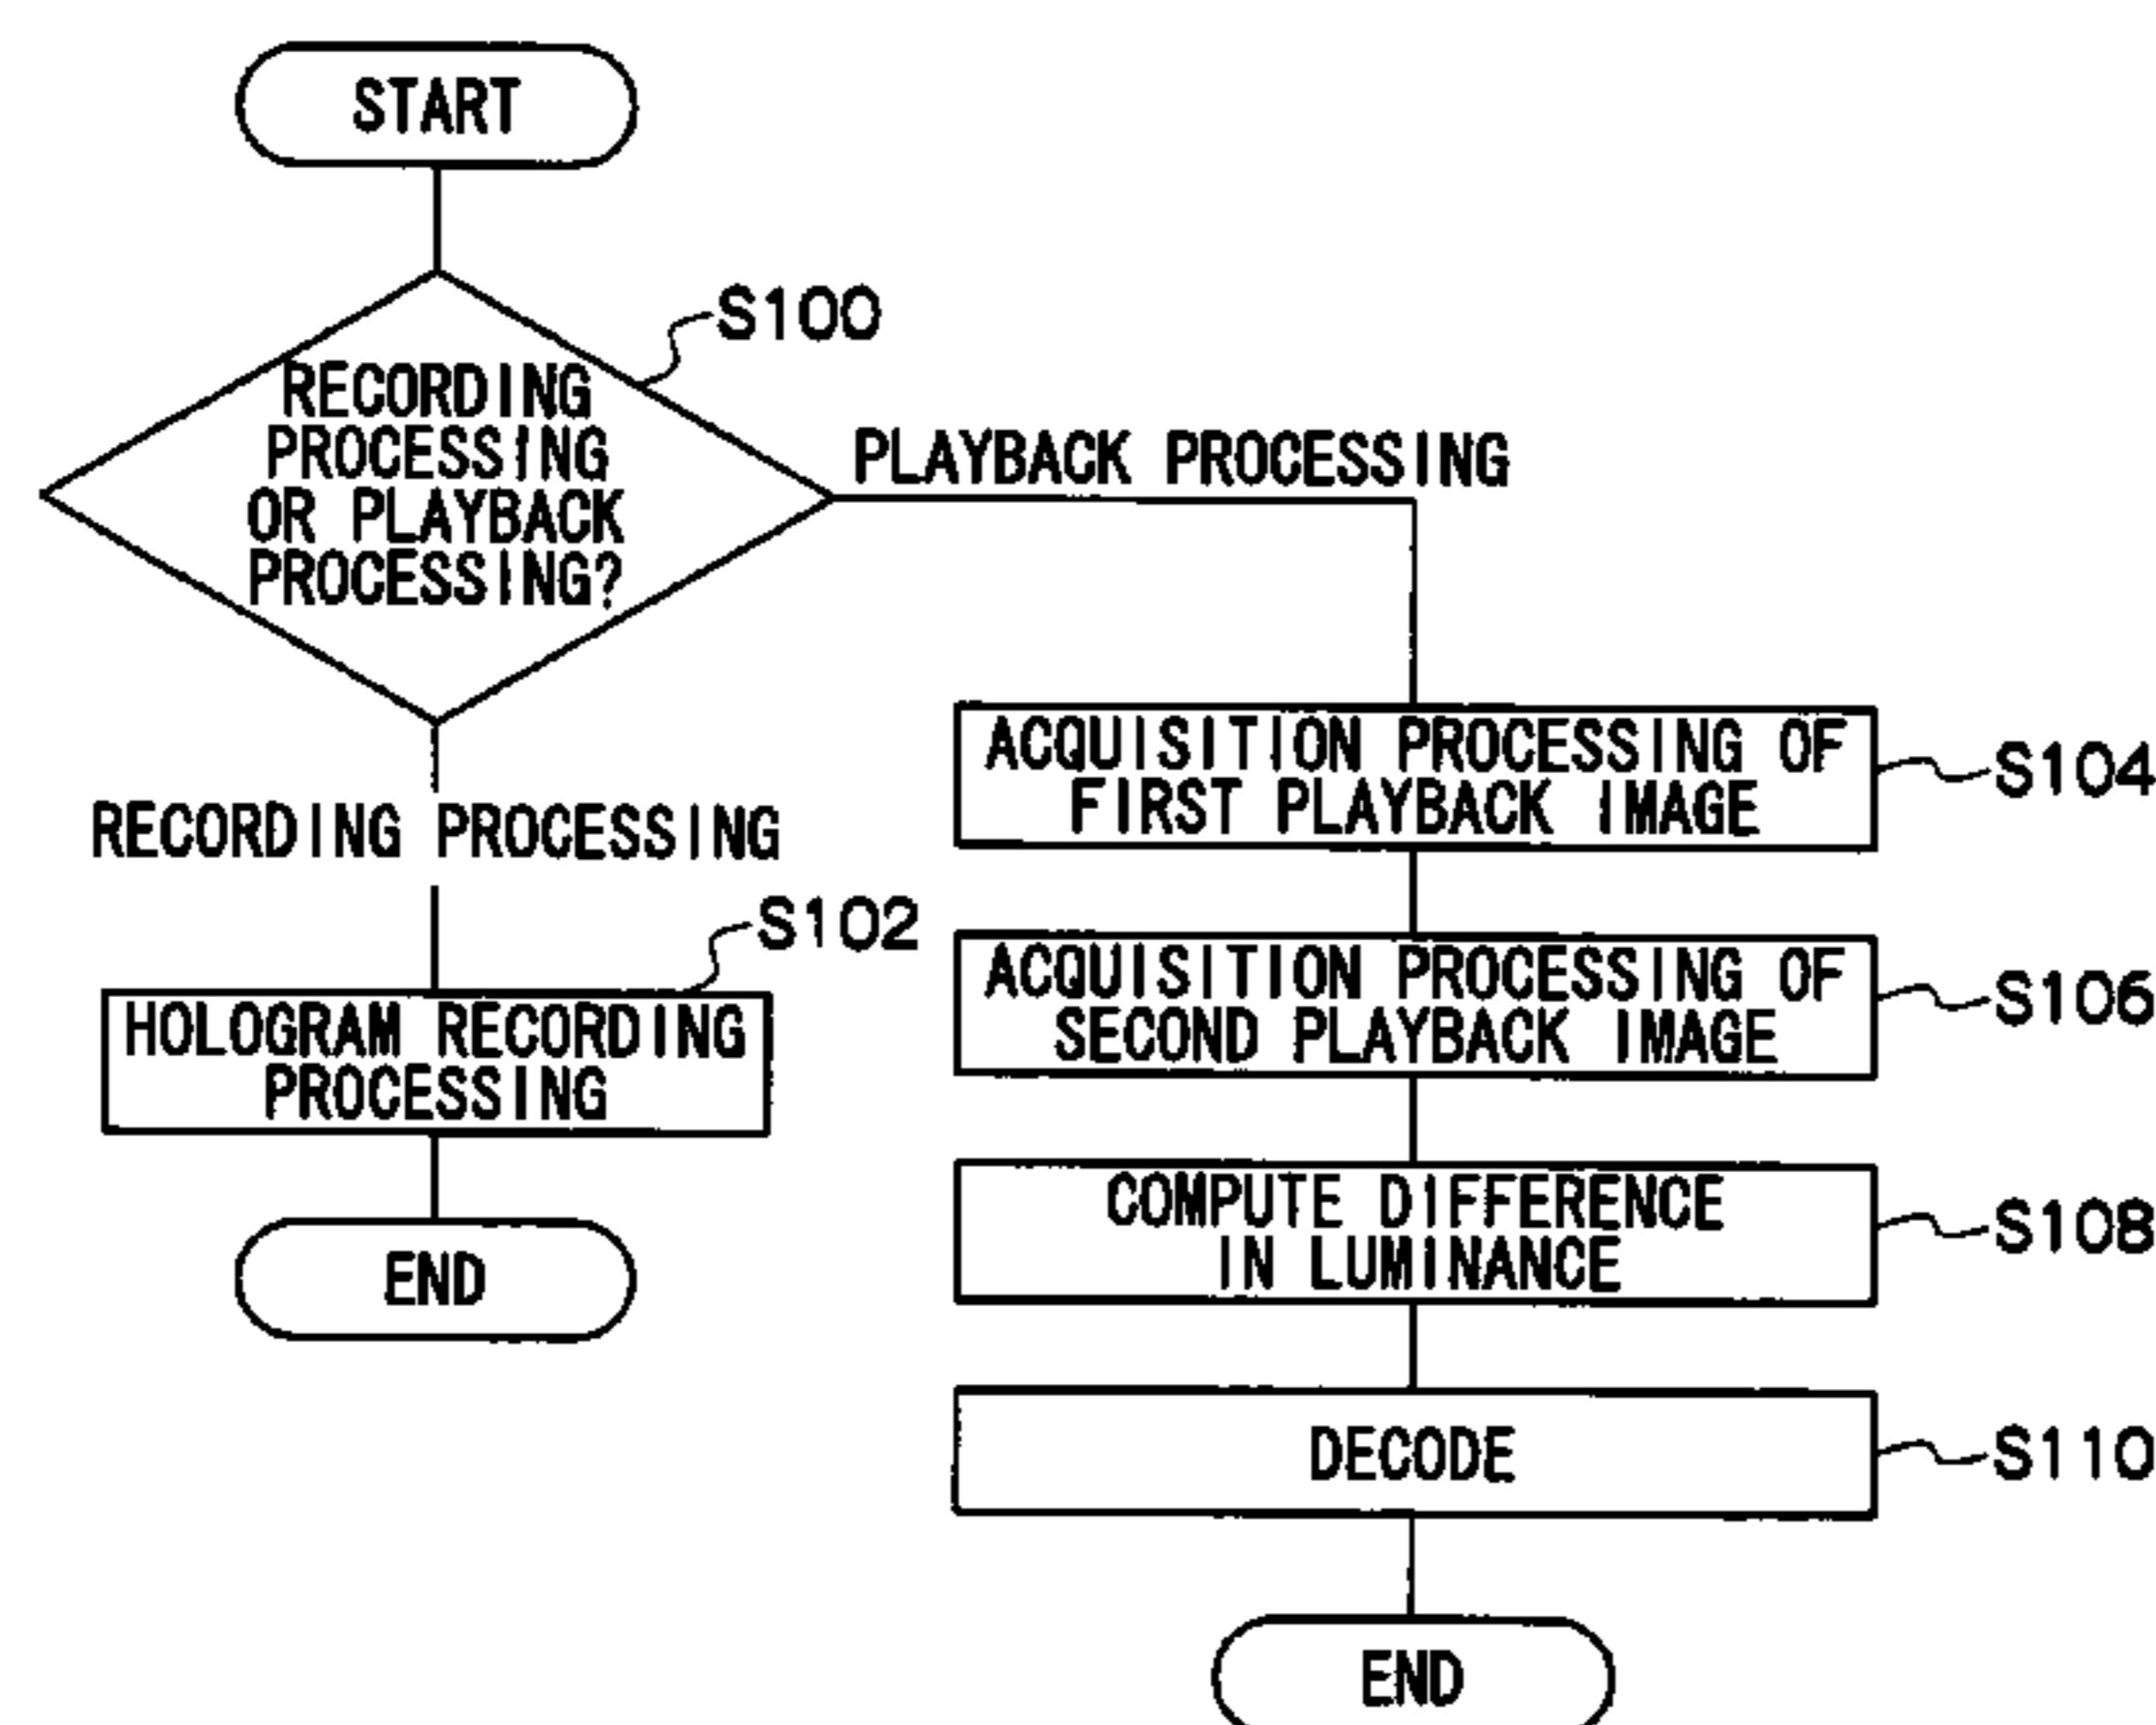 START
S100
RECORDING
PROCESSING
OR PLAYBACK
PROCESSING?
PLAYBACK PROCESSING
RECORDING PROCESSING
S102
HOLOGRAM RECORDING
PROCESSING
END
ACQUISITION PROCESSING OF
FIRST PLAYBACK IMAGE
S104
ACQUISITION PROCESSING OF
SECOND PLAYBACK IMAGE
S106
COMPUTE DIFFERENCE
IN LUMINANCE
S108
DECODE
S110
END